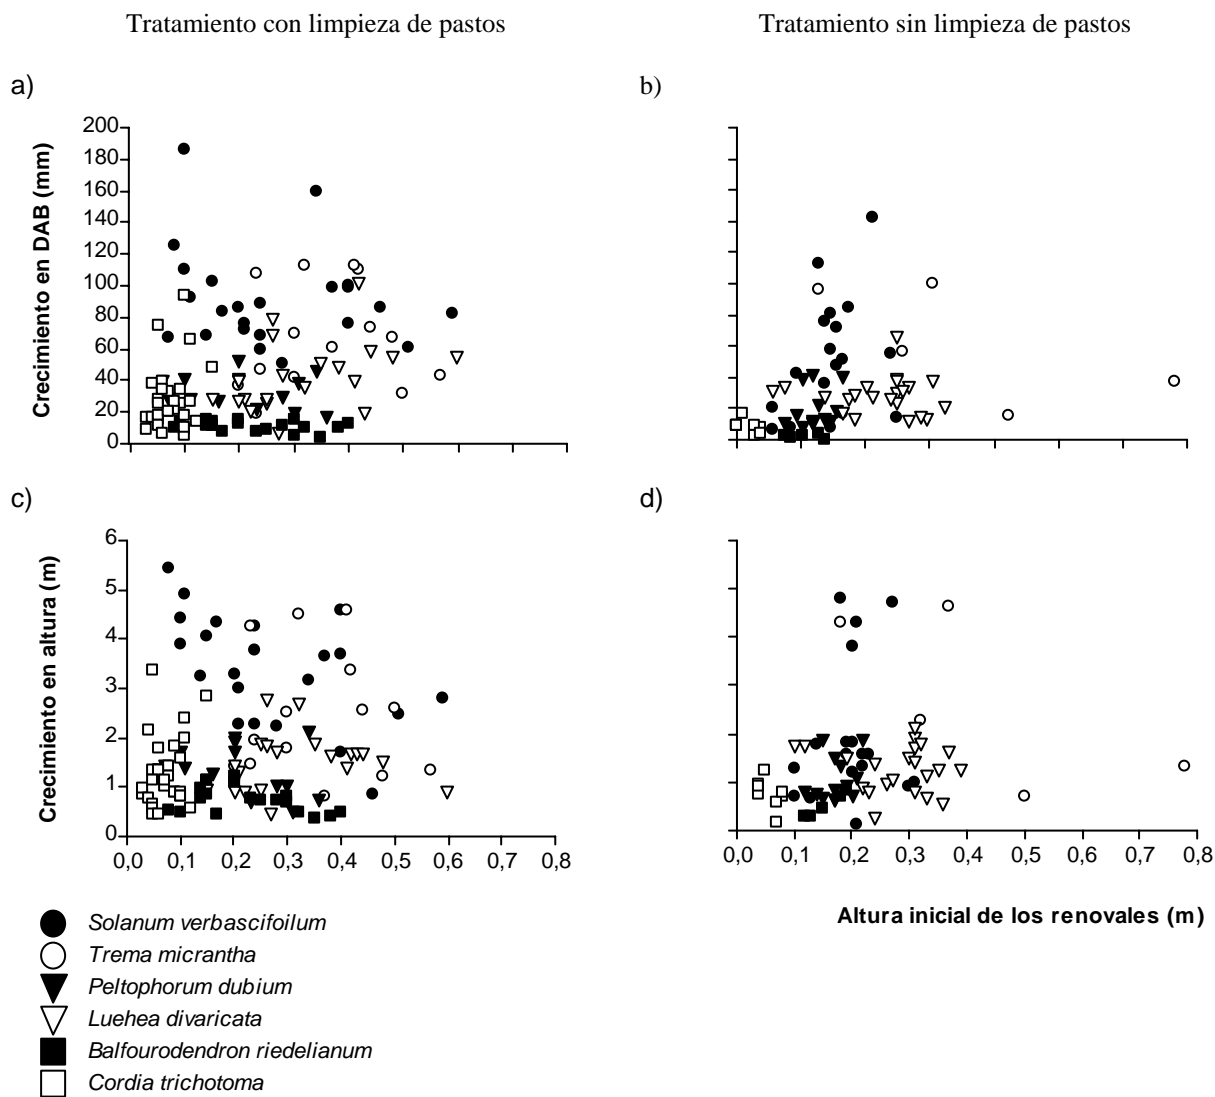 Tratamiento con limpieza de pastos
Tratamiento sin limpieza de pastos
a)
b)
Crecimiento en DAB (mm)
200
180
160
140
120
100
80
60
40
20
0
c)
d)
Crecimiento en altura (m)
6
5
4
3
2
1
0
0,0 0,1 0,2 0,3 0,4 0,5 0,6 0,7 0,8
0,0 0,1 0,2 0,3 0,4 0,5 0,6 0,7 0,8
Altura inicial de los renovales (m)
Solanum verbascifoilum
Trema micrantha
Peltophorum dubium
Luehea divaricata
Balfourodendron riedelianum
Cordia trichotoma